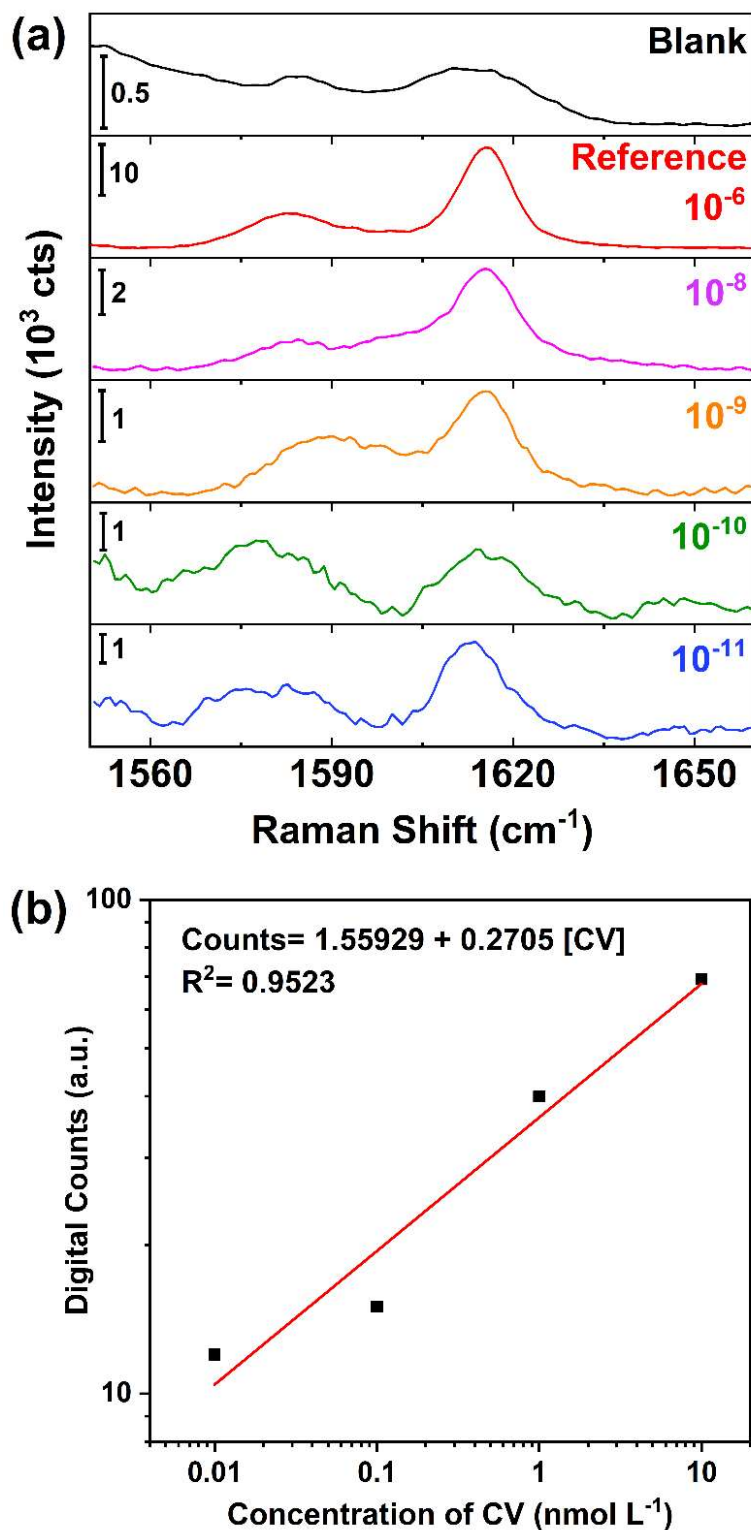 (a)
Blank
0.5
Reference
10
10⁻⁶
2
10⁻⁸
1
10⁻⁹
1
10⁻¹⁰
1
10⁻¹¹
Intensity (10³ cts)
1560 1590 1620 1650
Raman Shift (cm⁻¹)
(b)
100
Counts= 1.55929 + 0.2705 [CV]
R²= 0.9523
Digital Counts (a.u.)
10
0.01 0.1 1 10
Concentration of CV (nmol L⁻¹)